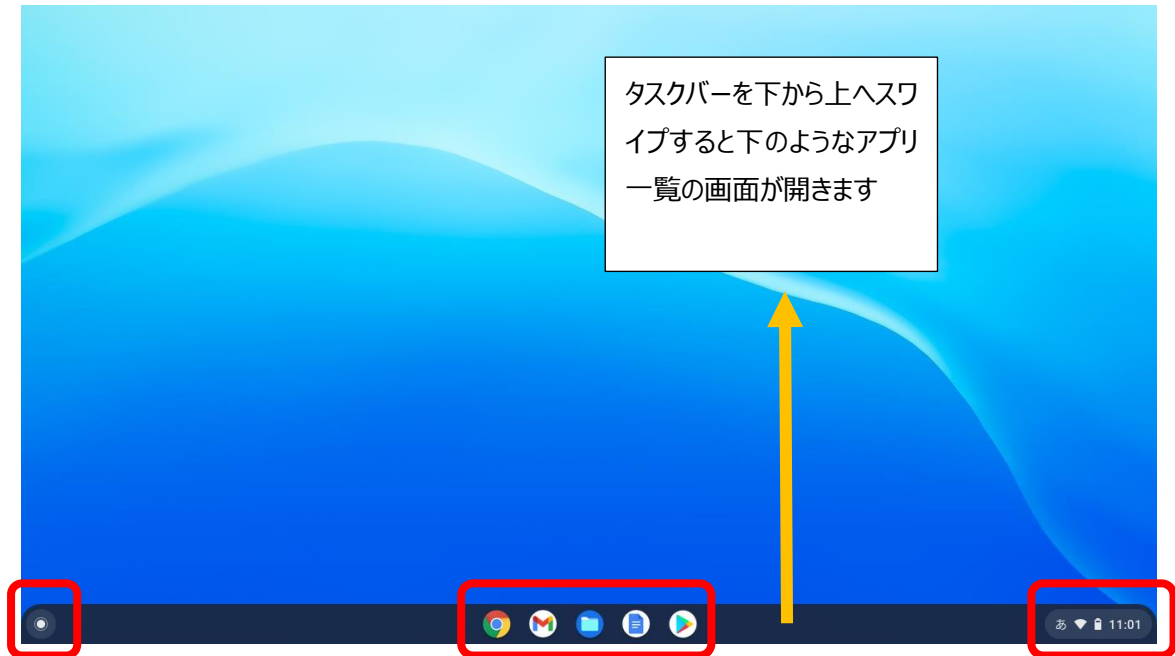 タスクバーを下から上へスワ
イプすると下のようなアプリ
一覧の画面が開きます
あ 11:01